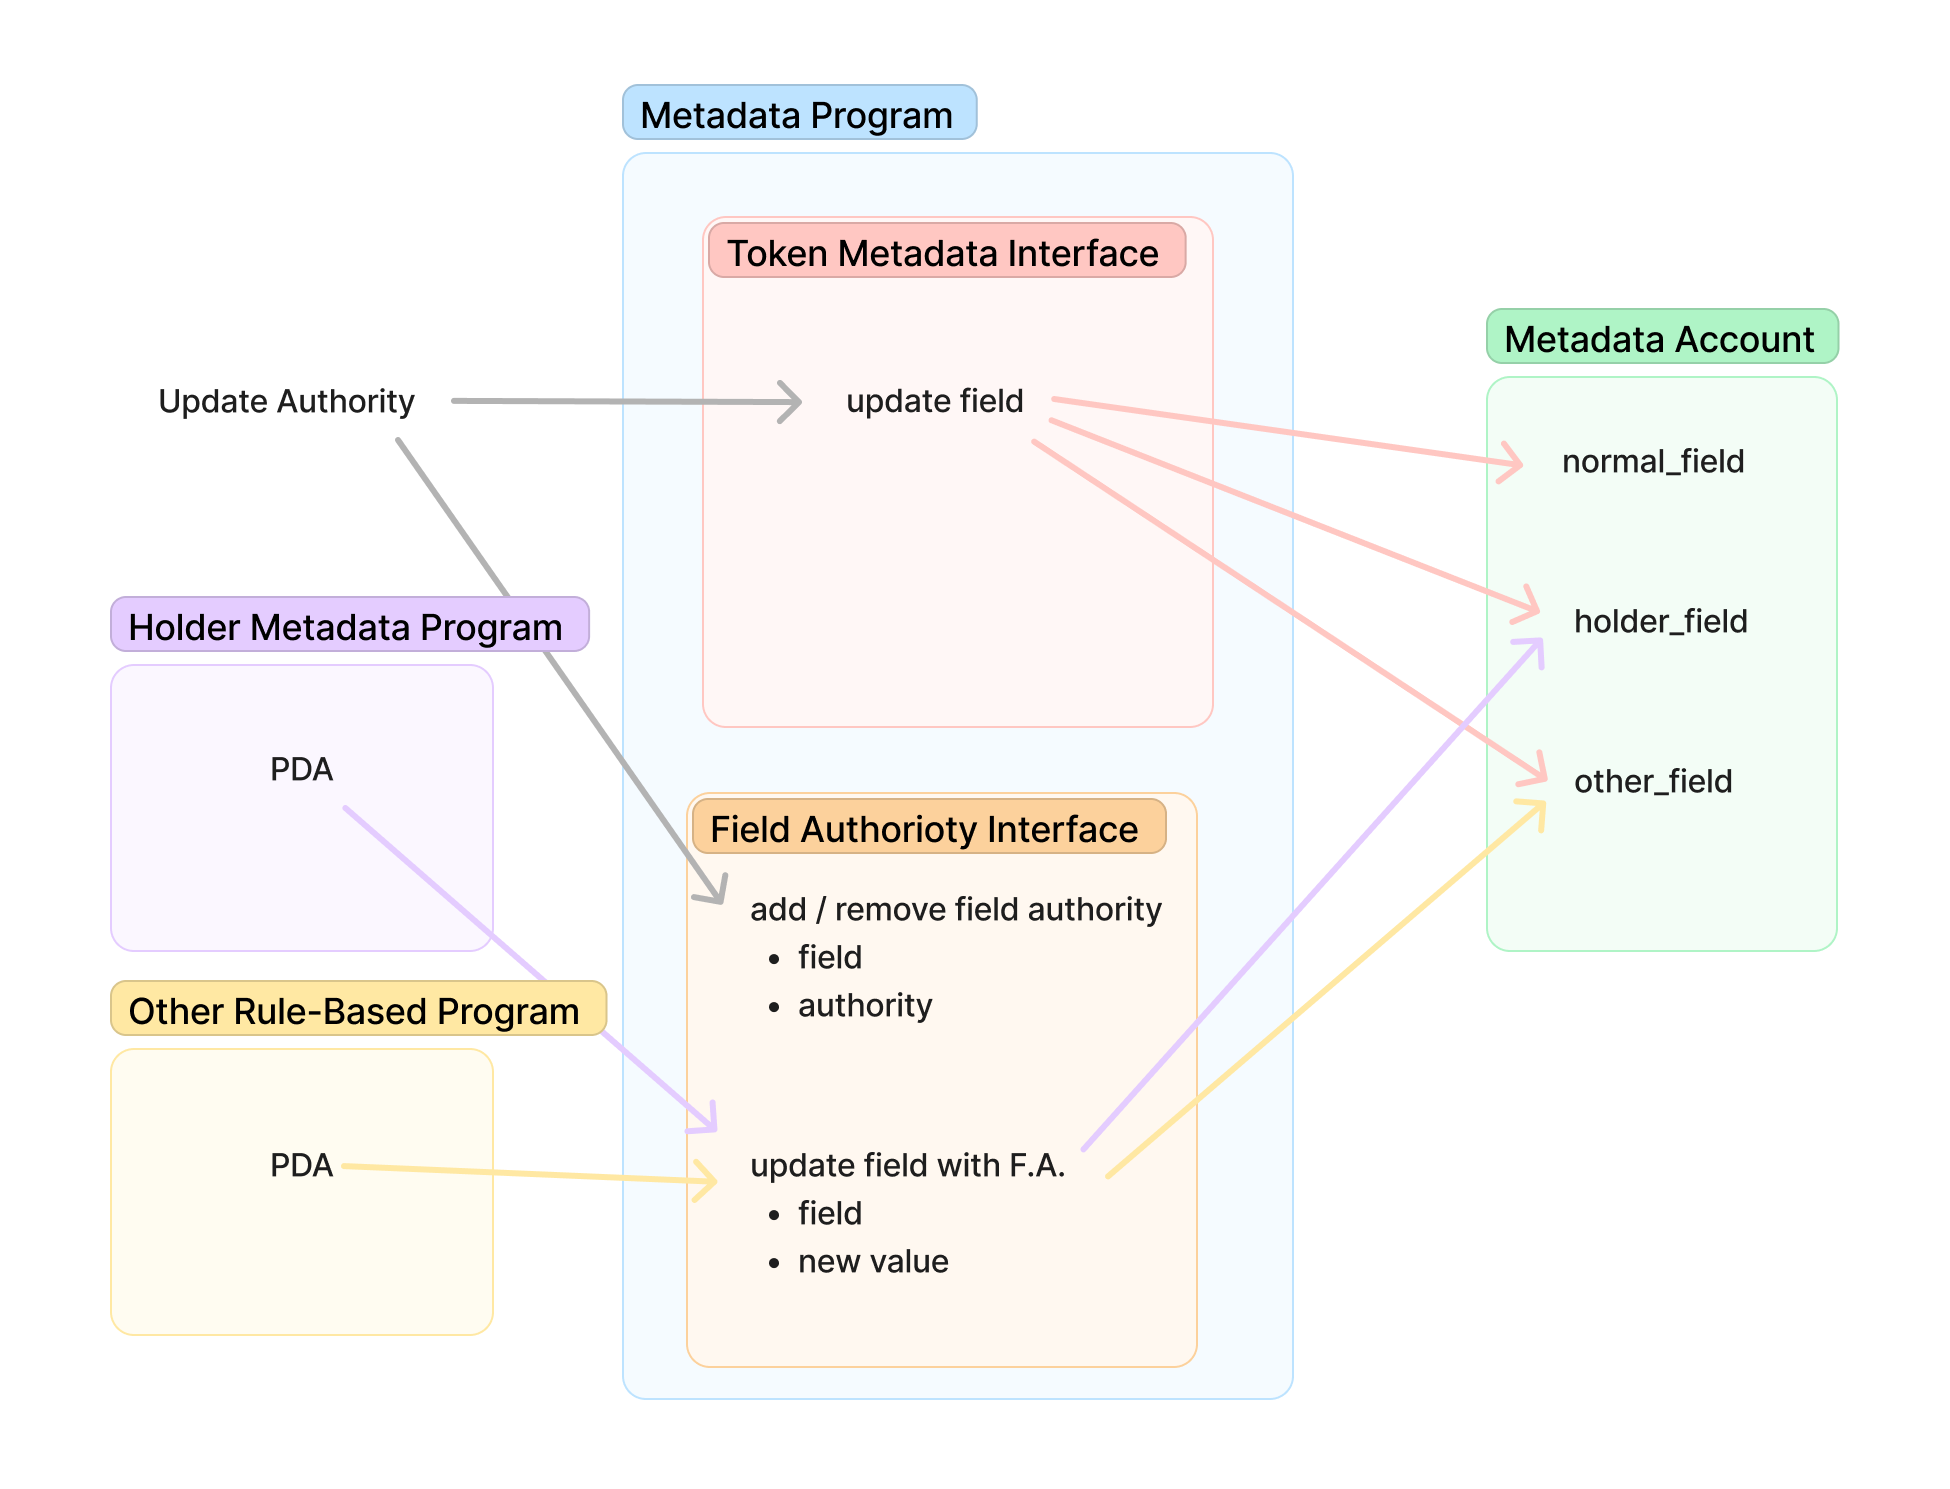 Metadata Program
Token Metadata Interface
Update Authority
update field
Metadata Account
normal_field
holder_field
other_field
Holder Metadata Program
PDA
Field Authorioty Interface
add / remove field authority
• field
• authority
Other Rule-Based Program
PDA
update field with F.A.
• field
• new value